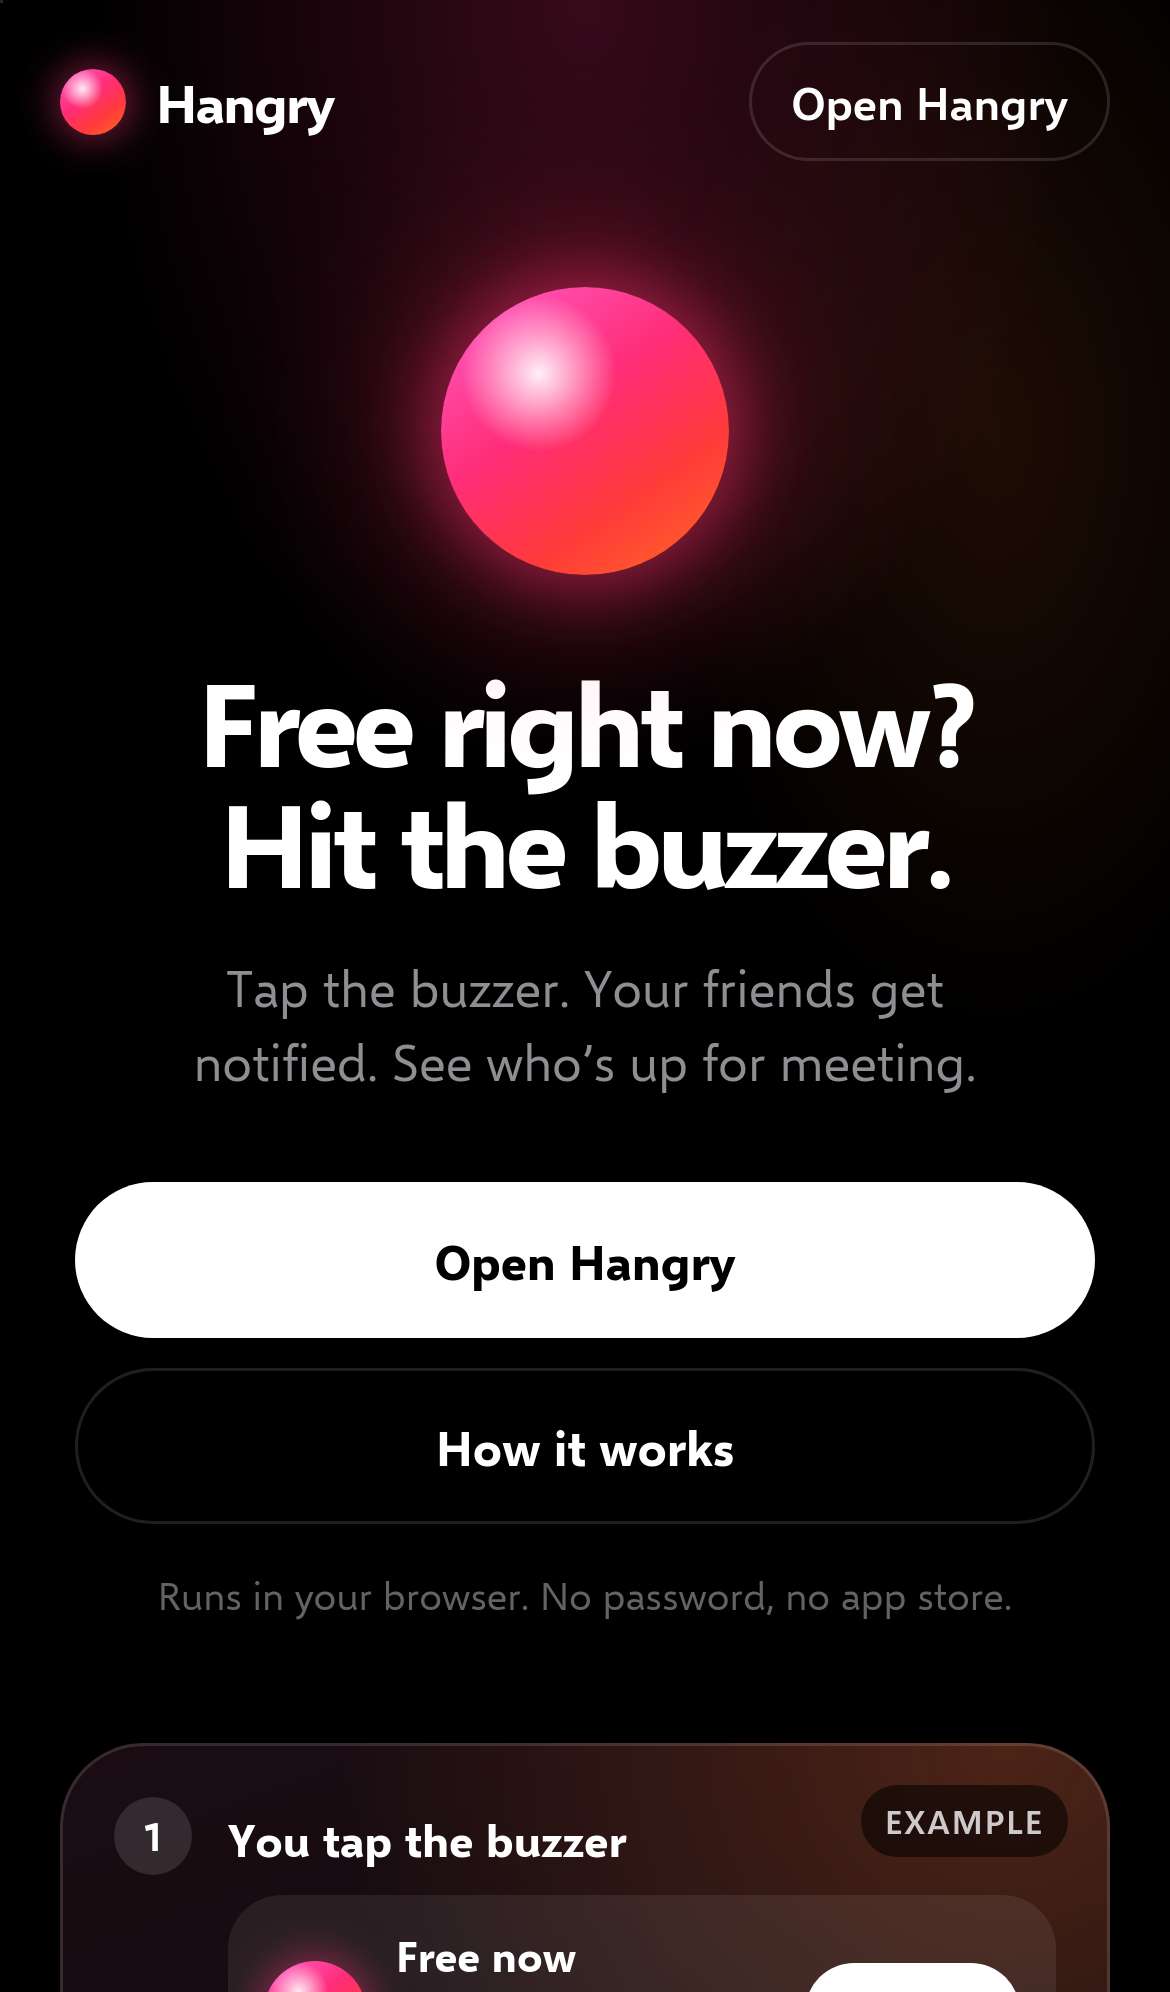 Hangry
Open Hangry
Free right now?
Hit the buzzer.
Tap the buzzer. Your friends get
notified. See who’s up for meeting.
Open Hangry
How it works
Runs in your browser. No password, no app store.
1
You tap the buzzer
EXAMPLE
Free now